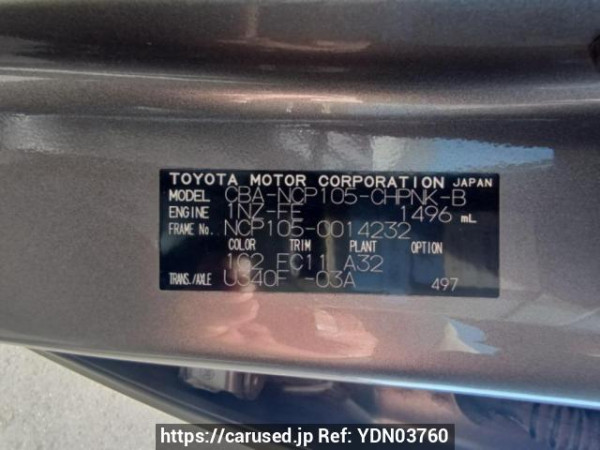 TOYOTA MOTOR CORPORATION JAPAN
MODEL CBA-NCP105-CHPNK-B
ENGINE 1NZ-FE 1496 mL
FRAME No. NCP105-0014232
COLOR TRIM PLANT OPTION
1C2 FC11 A32
TRANS./AXLE U340F -03A 497
https://carused.jp Ref: YDN03760